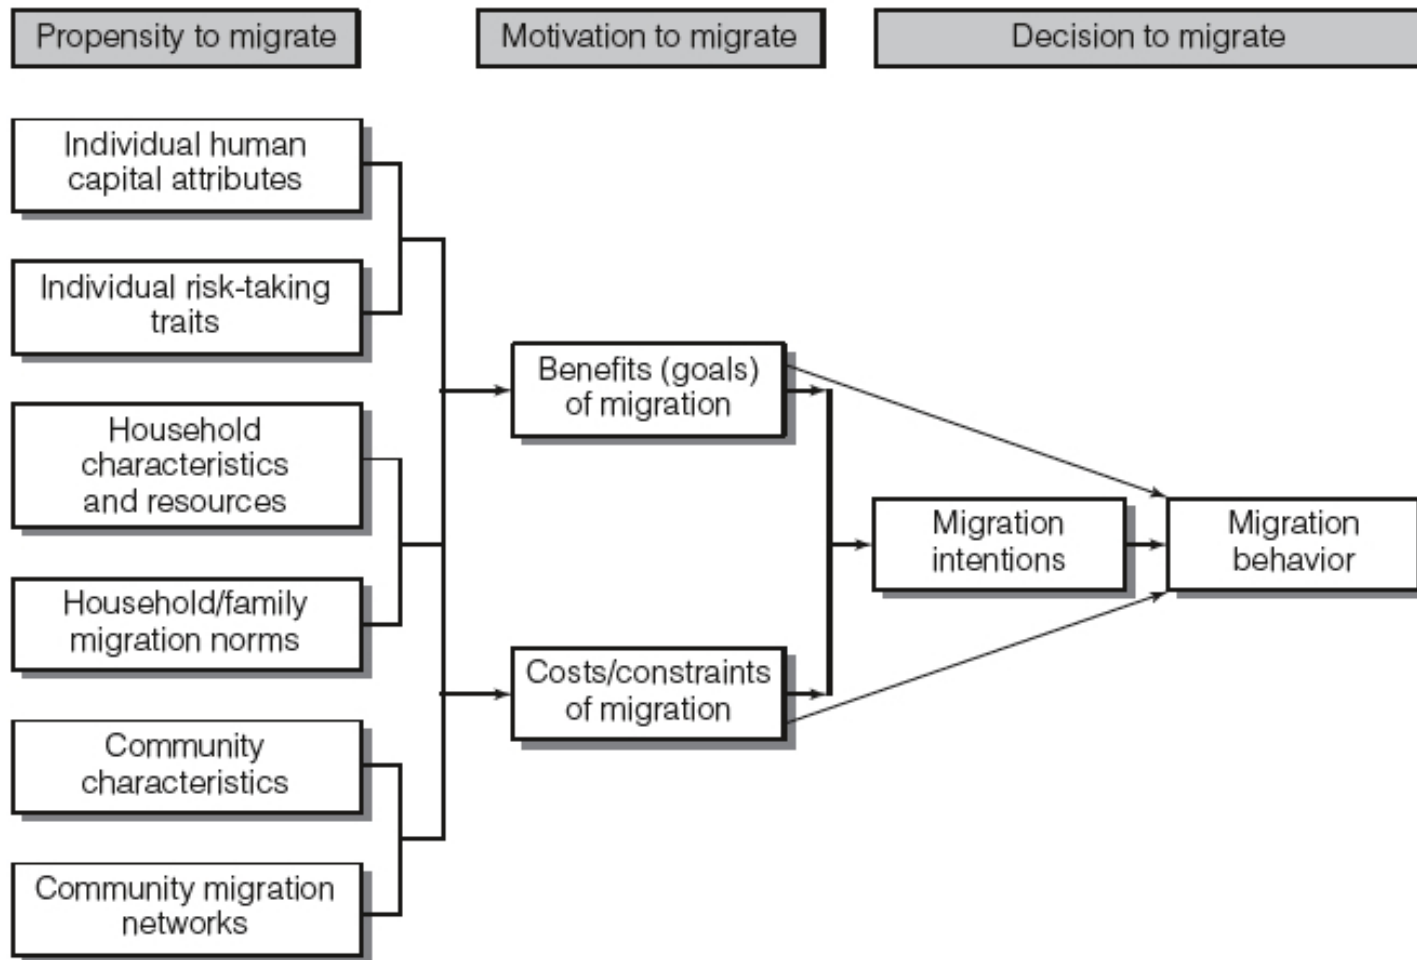 Propensity to migrate
Motivation to migrate
Decision to migrate
Individual human
capital attributes
Individual risk-taking
traits
Household
characteristics
and resources
Household/family
migration norms
Community
characteristics
Community migration
networks
Benefits (goals)
of migration
Costs/constraints
of migration
Migration
intentions
Migration
behavior